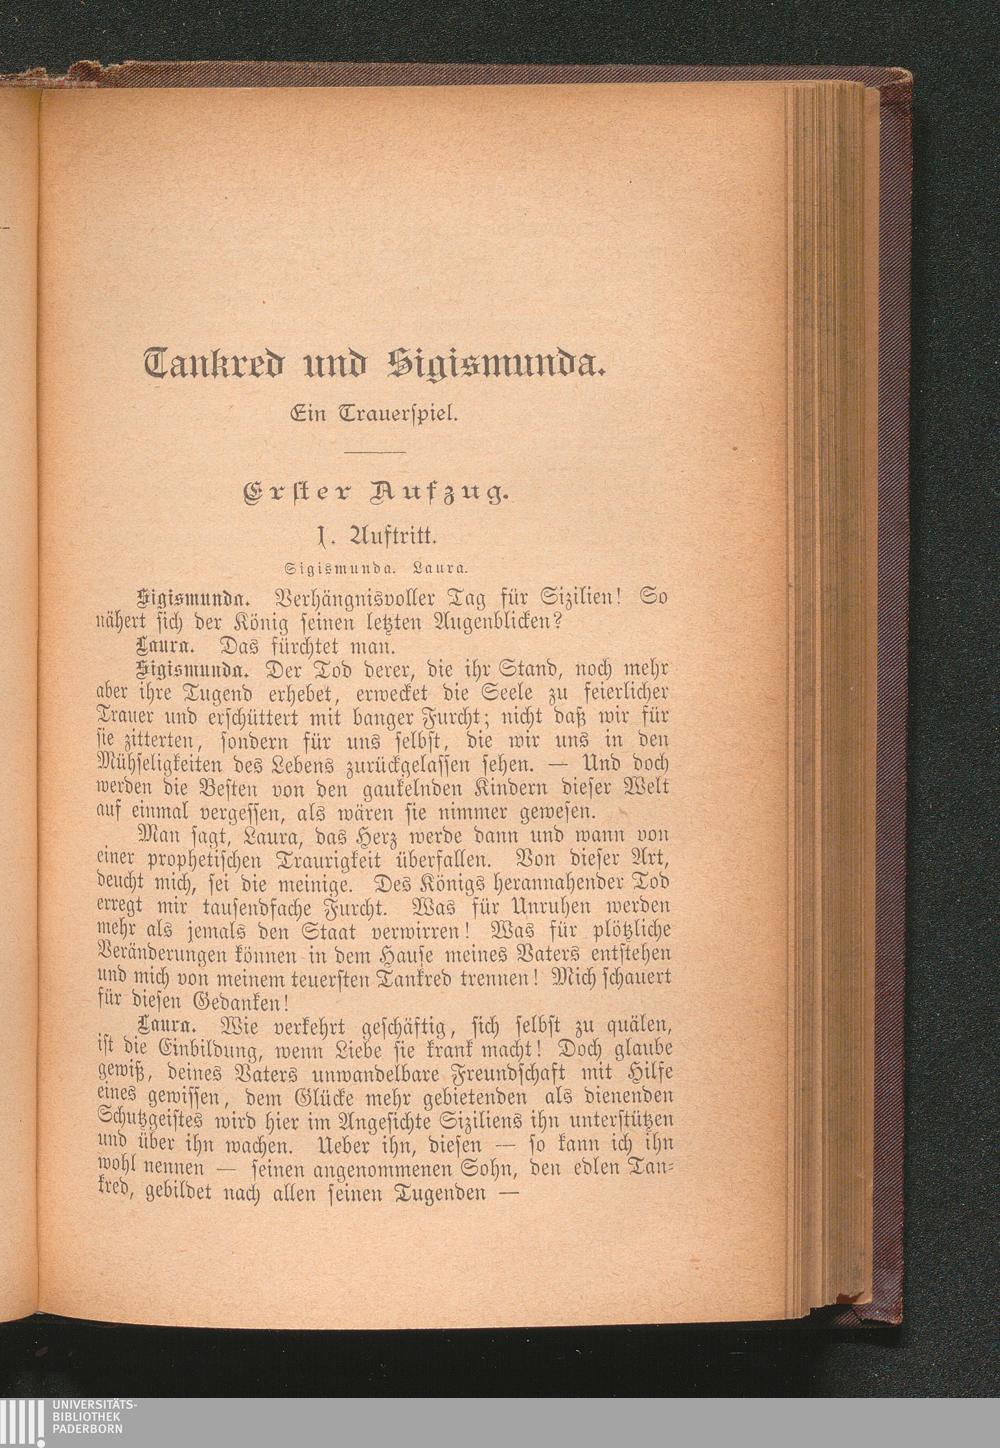 Tankred und Sigismunda.
Ein Trauerspiel.
Erster Aufzug.
1. Auftritt.
Sigismunda. Laura.
Sigismunda. Verhängnisvoller Tag für Sizilien! So
nähert sich der König seinen letzten Augenblicken?
Laura. Das fürchtet man.
Sigismunda. Der Tod derer, die ihr Stand, noch mehr
aber ihre Tugend erhebet, erwecket die Seele zu feierlicher
Trauer und erschüttert mit banger Furcht; nicht daß wir für
sie zitterten, sondern für uns selbst, die wir uns in den
Mühseligkeiten des Lebens zurückgelassen sehen. — Und doch
werden die Besten von den gaukelnden Kindern dieser Welt
auf einmal vergessen, als wären sie nimmer gewesen.
Man sagt, Laura, das Herz werde dann und wann von
einer prophetischen Traurigkeit überfallen. Von dieser Art,
deucht mich, sei die meinige. Des Königs herannahender Tod
erregt mir tausendfache Furcht. Was für Unruhen werden
mehr als jemals den Staat verwirren! Was für plötzliche
Veränderungen können in dem Hause meines Vaters entstehen
und mich von meinem teuersten Tankred trennen! Mich schauert
für diesen Gedanken!
Laura. Wie verkehrt geschäftig, sich selbst zu quälen,
ist die Einbildung, wenn Liebe sie krank macht! Doch glaube
gewiß, deines Vaters unwandelbare Freundschaft mit Hilfe
eines gewissen, dem Glücke mehr gebietenden als dienenden
Schutzgeistes wird hier im Angesichte Siziliens ihn unterstützen
und über ihn wachen. Ueber ihn, diesen — so kann ich ihn
wohl nennen — seinen angenommenen Sohn, den edlen Tan-
kred, gebildet nach allen seinen Tugenden —
UNIVERSITÄTS-
BIBLIOTHEK
PADERBORN